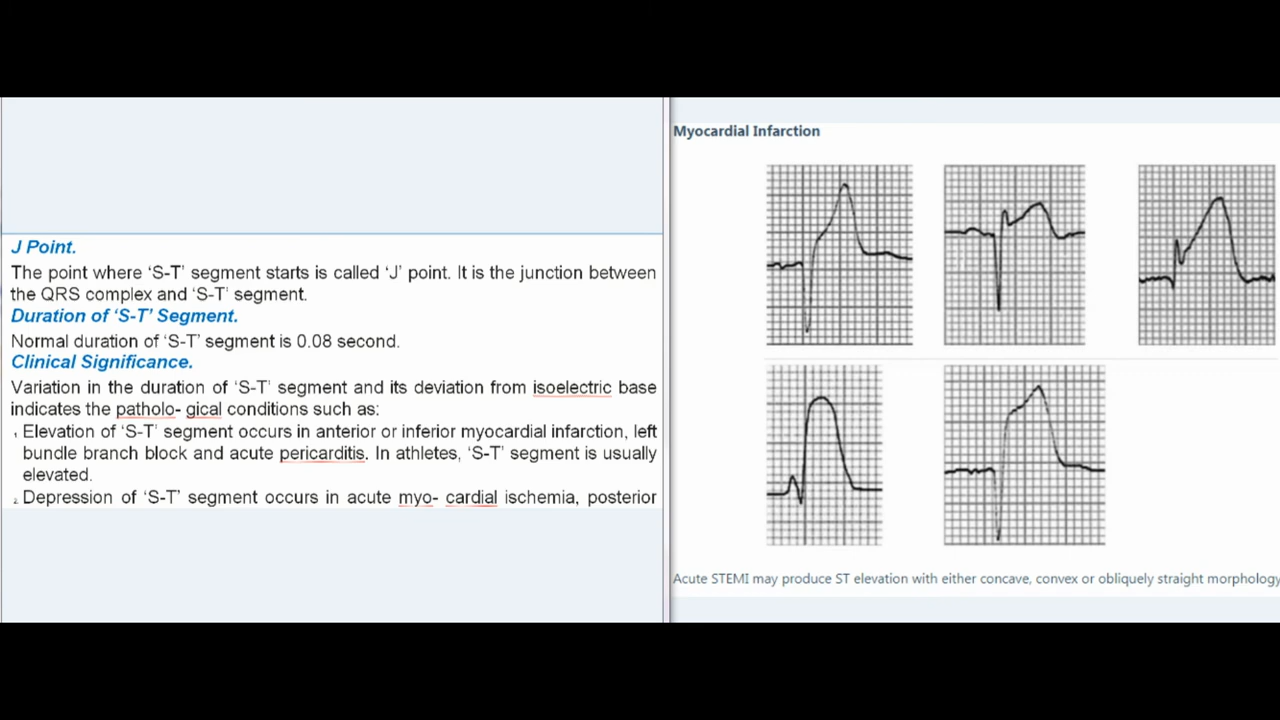 J Point.
The point where ‘S-T’ segment starts is called ‘J’ point. It is the junction between
the QRS complex and ‘S-T’ segment.
Duration of ‘S-T’ Segment.
Normal duration of ‘S-T’ segment is 0.08 second.
Clinical Significance.
Variation in the duration of ‘S-T’ segment and its deviation from isoelectric base
indicates the patholo- gical conditions such as:
1. Elevation of ‘S-T’ segment occurs in anterior or inferior myocardial infarction, left
bundle branch block and acute pericarditis. In athletes, ‘S-T’ segment is usually
elevated.
2. Depression of ‘S-T’ segment occurs in acute myo- cardial ischemia, posterior
Myocardial Infarction
Acute STEMI may produce ST elevation with either concave, convex or obliquely straight morphology